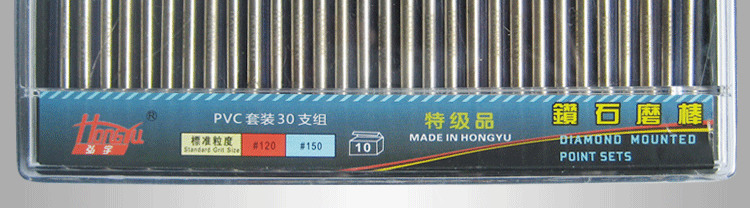 Hongyu ®
弘宇
PVC 套装30支组
標准粒度
Standard Grit Size
#120
#150
10
特级品
MADE IN HONGYU
鑽石磨棒
DIAMOND MOUNTED
POINT SETS